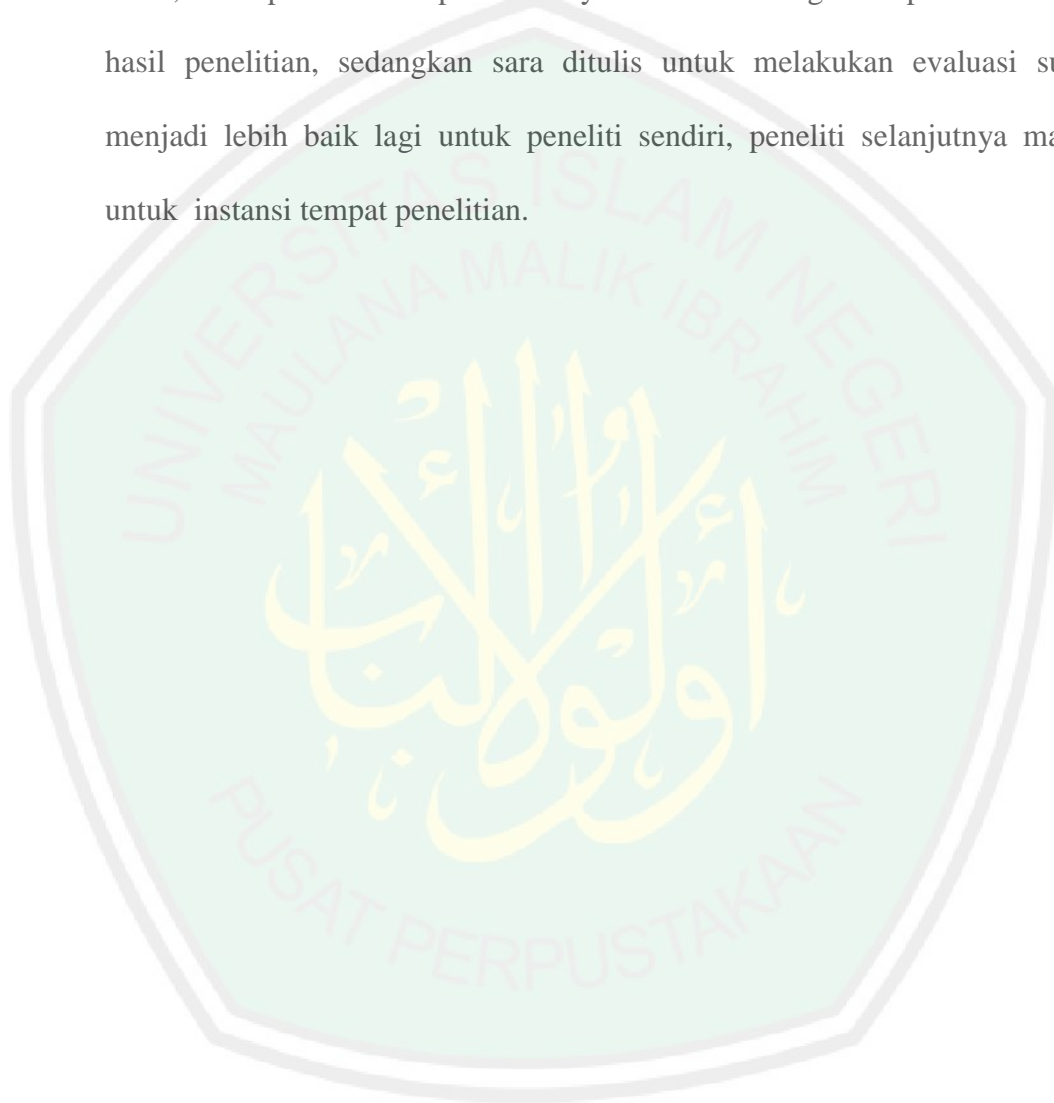 hasil penelitian, sedangkan sara ditulis untuk melakukan evaluasi
menjadi lebih baik lagi untuk peneliti sendiri, peneliti selanjutnya
untuk instansi tempat penelitian.
UNIVERSITAS ISLAM NEGERI
MAULANA MALIK IBRAHIM
أولوا الألباب
PUSAT PERPUSTAKAAN